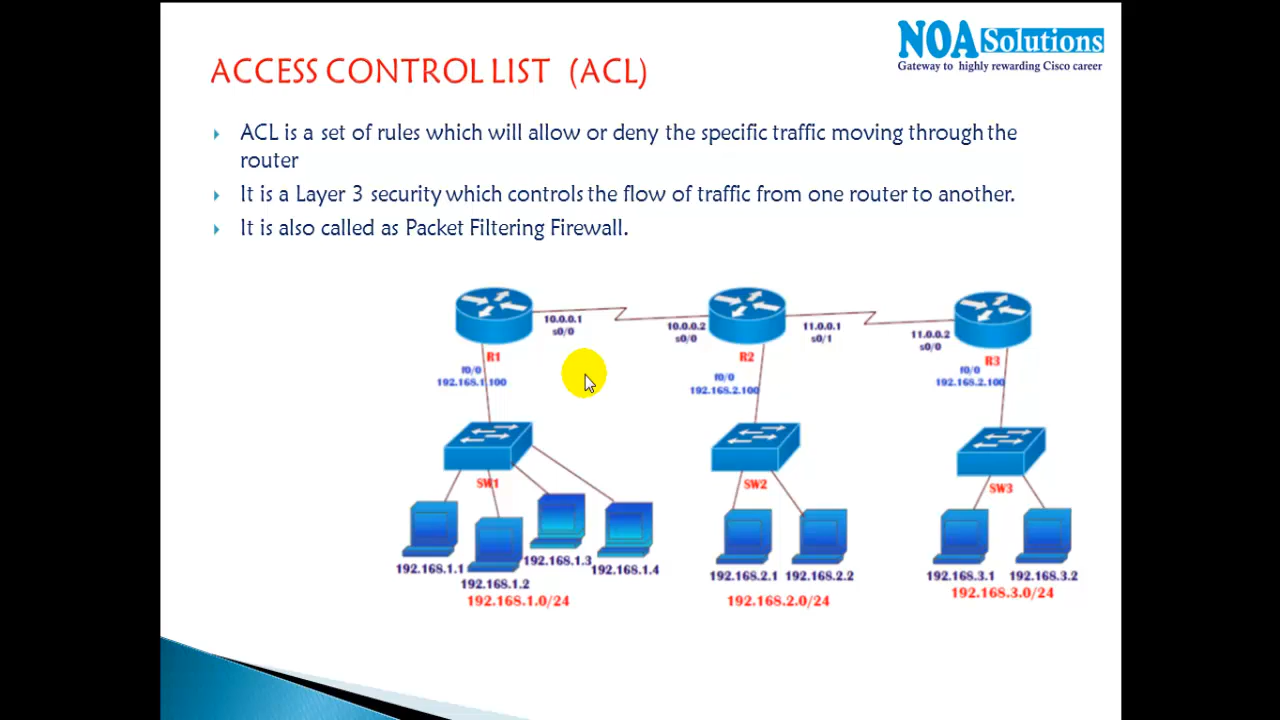 NOA Solutions
Gateway to highly rewarding Cisco career
ACCESS CONTROL LIST (ACL)
ACL is a set of rules which will allow or deny the specific traffic moving through the
router
It is a Layer 3 security which controls the flow of traffic from one router to another.
It is also called as Packet Filtering Firewall.
10.0.0.1
s0/0
10.0.0.2
s0/0
11.0.0.1
s0/1
11.0.0.2
s0/0
R1
R2
R3
f0/0
192.168.1.100
f0/0
192.168.2.100
f0/0
192.168.2.100
SW1
SW2
SW3
192.168.1.1
192.168.1.2
192.168.1.3
192.168.1.4
192.168.1.0/24
192.168.2.1
192.168.2.2
192.168.2.0/24
192.168.3.1
192.168.3.2
192.168.3.0/24